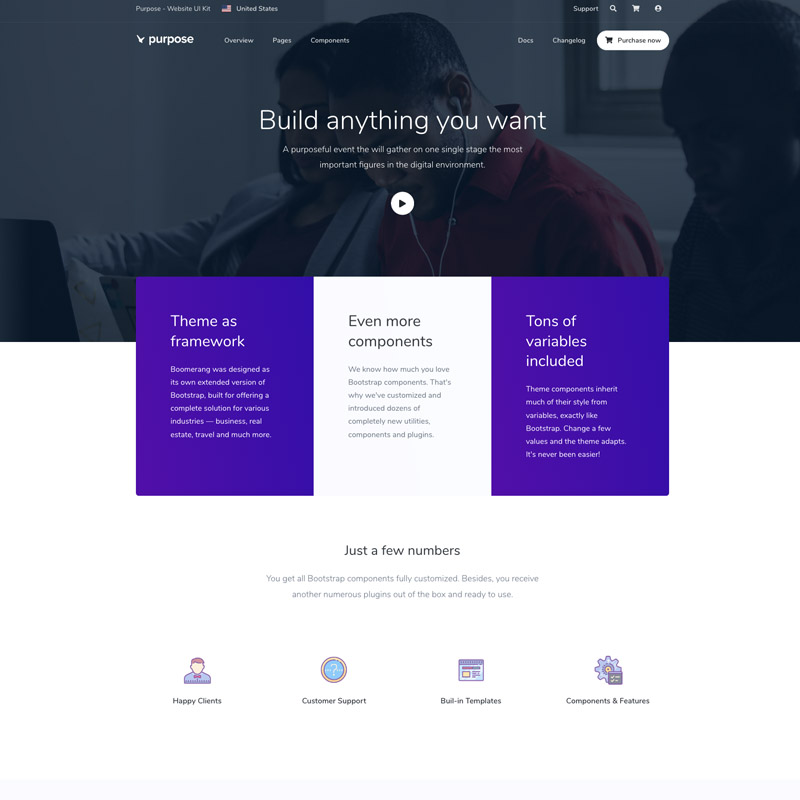 Purpose - Website UI Kit United States Support
purpose Overview Pages Components Docs Changelog Purchase now
Build anything you want
A purposeful event the will gather on one single stage the most
important figures in the digital environment.
Theme as
framework
Boomerang was designed as
its own extended version of
Bootstrap, built for offering a
complete solution for various
industries — business, real
estate, travel and much more.
Even more
components
We know how much you love
Bootstrap components. That's
why we've customized and
introduced dozens of
completely new utilities,
components and plugins.
Tons of
variables
included
Theme components inherit
much of their style from
variables, exactly like
Bootstrap. Change a few
values and the theme adapts.
It's never been easier!
Just a few numbers
You get all Bootstrap components fully customized. Besides, you receive
another numerous plugins out of the box and ready to use.
Happy Clients
Customer Support
Buil-in Templates
Components & Features